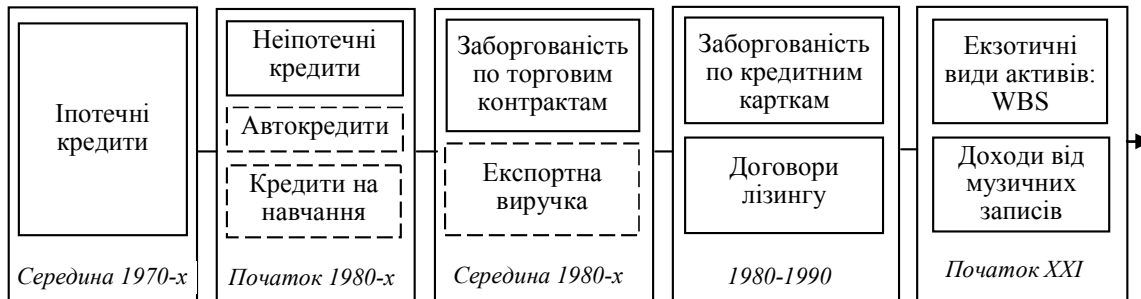 Іпотечні
кредити
Середина 1970-х
Неіпотечні
кредити
Автокредити
Кредити на
навчання
Початок 1980-х
Заборгованість
по торговим
контрактам
Експортна
виручка
Середина 1980-х
Заборгованість
по кредитним
карткам
Договори
лізингу
1980-1990
Екзотичні
види активів:
WBS
Доходи від
музичних
записів
Початок XXI